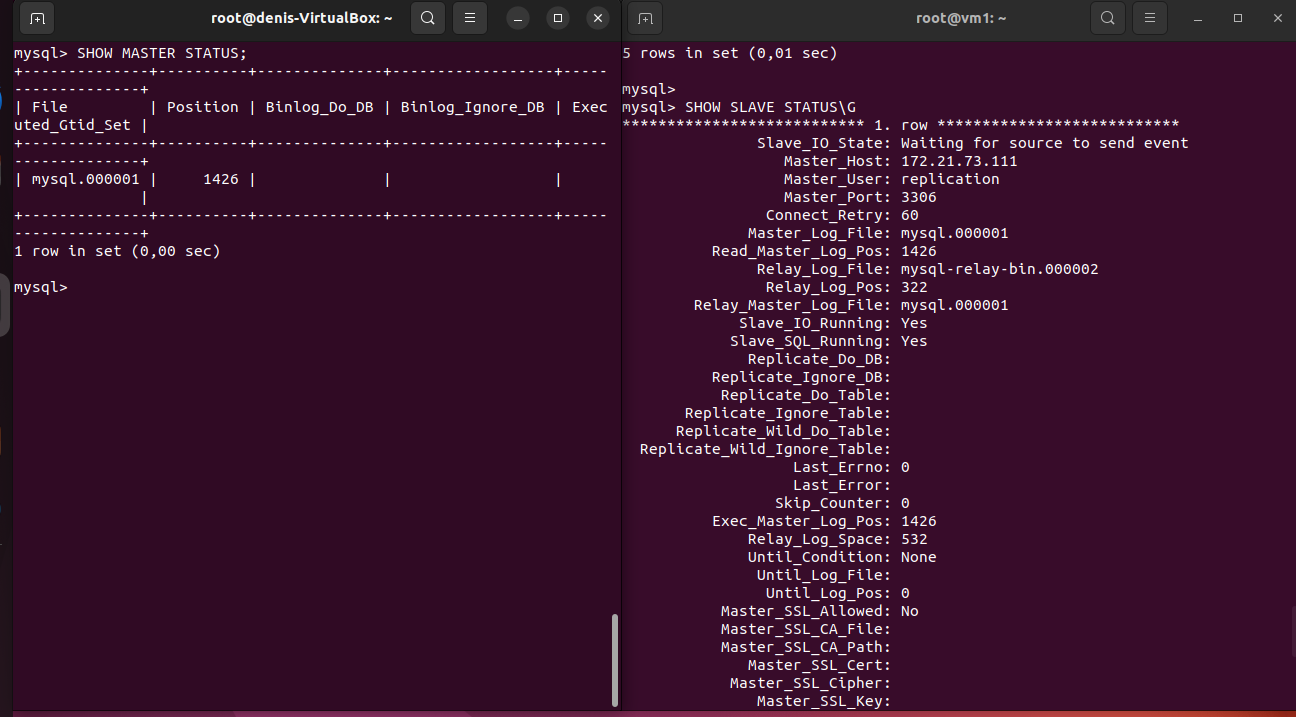 root@denis-VirtualBox: ~
mysql> SHOW MASTER STATUS;
+--------------+----------+--------------+------------------+-----
--------------+
| File         | Position | Binlog_Do_DB | Binlog_Ignore_DB | Exec
uted_Gtid_Set |
+--------------+----------+--------------+------------------+-----
--------------+
| mysql.000001 |     1426 |              |                  |
              |
+--------------+----------+--------------+------------------+-----
--------------+
1 row in set (0,00 sec)
mysql>
root@vm1: ~
5 rows in set (0,01 sec)
mysql>
mysql> SHOW SLAVE STATUS\G
*************************** 1. row ***************************
Slave_IO_State: Waiting for source to send event
Master_Host: 172.21.73.111
Master_User: replication
Master_Port: 3306
Connect_Retry: 60
Master_Log_File: mysql.000001
Read_Master_Log_Pos: 1426
Relay_Log_File: mysql-relay-bin.000002
Relay_Log_Pos: 322
Relay_Master_Log_File: mysql.000001
Slave_IO_Running: Yes
Slave_SQL_Running: Yes
Replicate_Do_DB:
Replicate_Ignore_DB:
Replicate_Do_Table:
Replicate_Ignore_Table:
Replicate_Wild_Do_Table:
Replicate_Wild_Ignore_Table:
Last_Errno: 0
Last_Error:
Skip_Counter: 0
Exec_Master_Log_Pos: 1426
Relay_Log_Space: 532
Until_Condition: None
Until_Log_File:
Until_Log_Pos: 0
Master_SSL_Allowed: No
Master_SSL_CA_File:
Master_SSL_CA_Path:
Master_SSL_Cert:
Master_SSL_Cipher:
Master_SSL_Key: